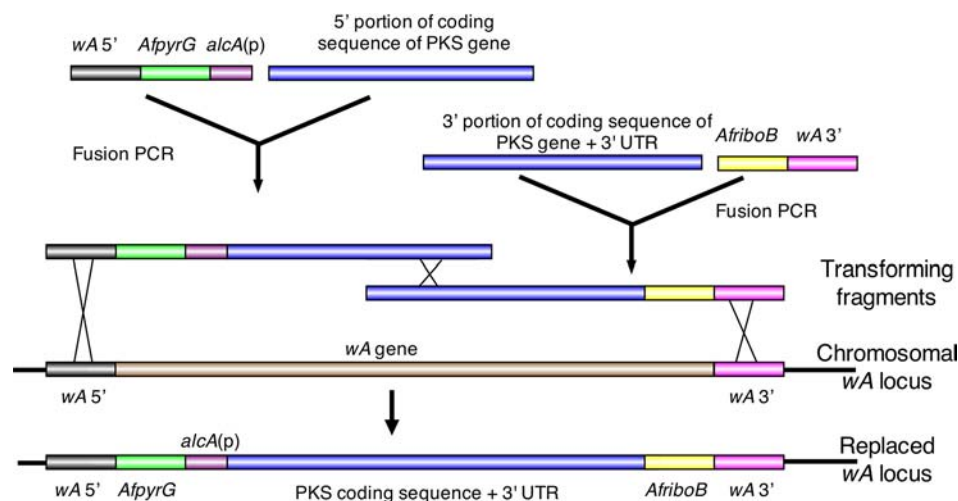 5’ portion of coding
sequence of PKS gene
wA 5’ AfpyrG alcA(p)
3’ portion of coding sequence of
PKS gene + 3’ UTR
AfriboB wA 3’
Fusion PCR
Fusion PCR
Transforming
fragments
wA gene
Chromosomal
wA locus
wA 5’ wA 3’
alcA(p)
Replaced
wA locus
wA 5’ AfpyrG PKS coding sequence + 3’ UTR AfriboB wA 3’